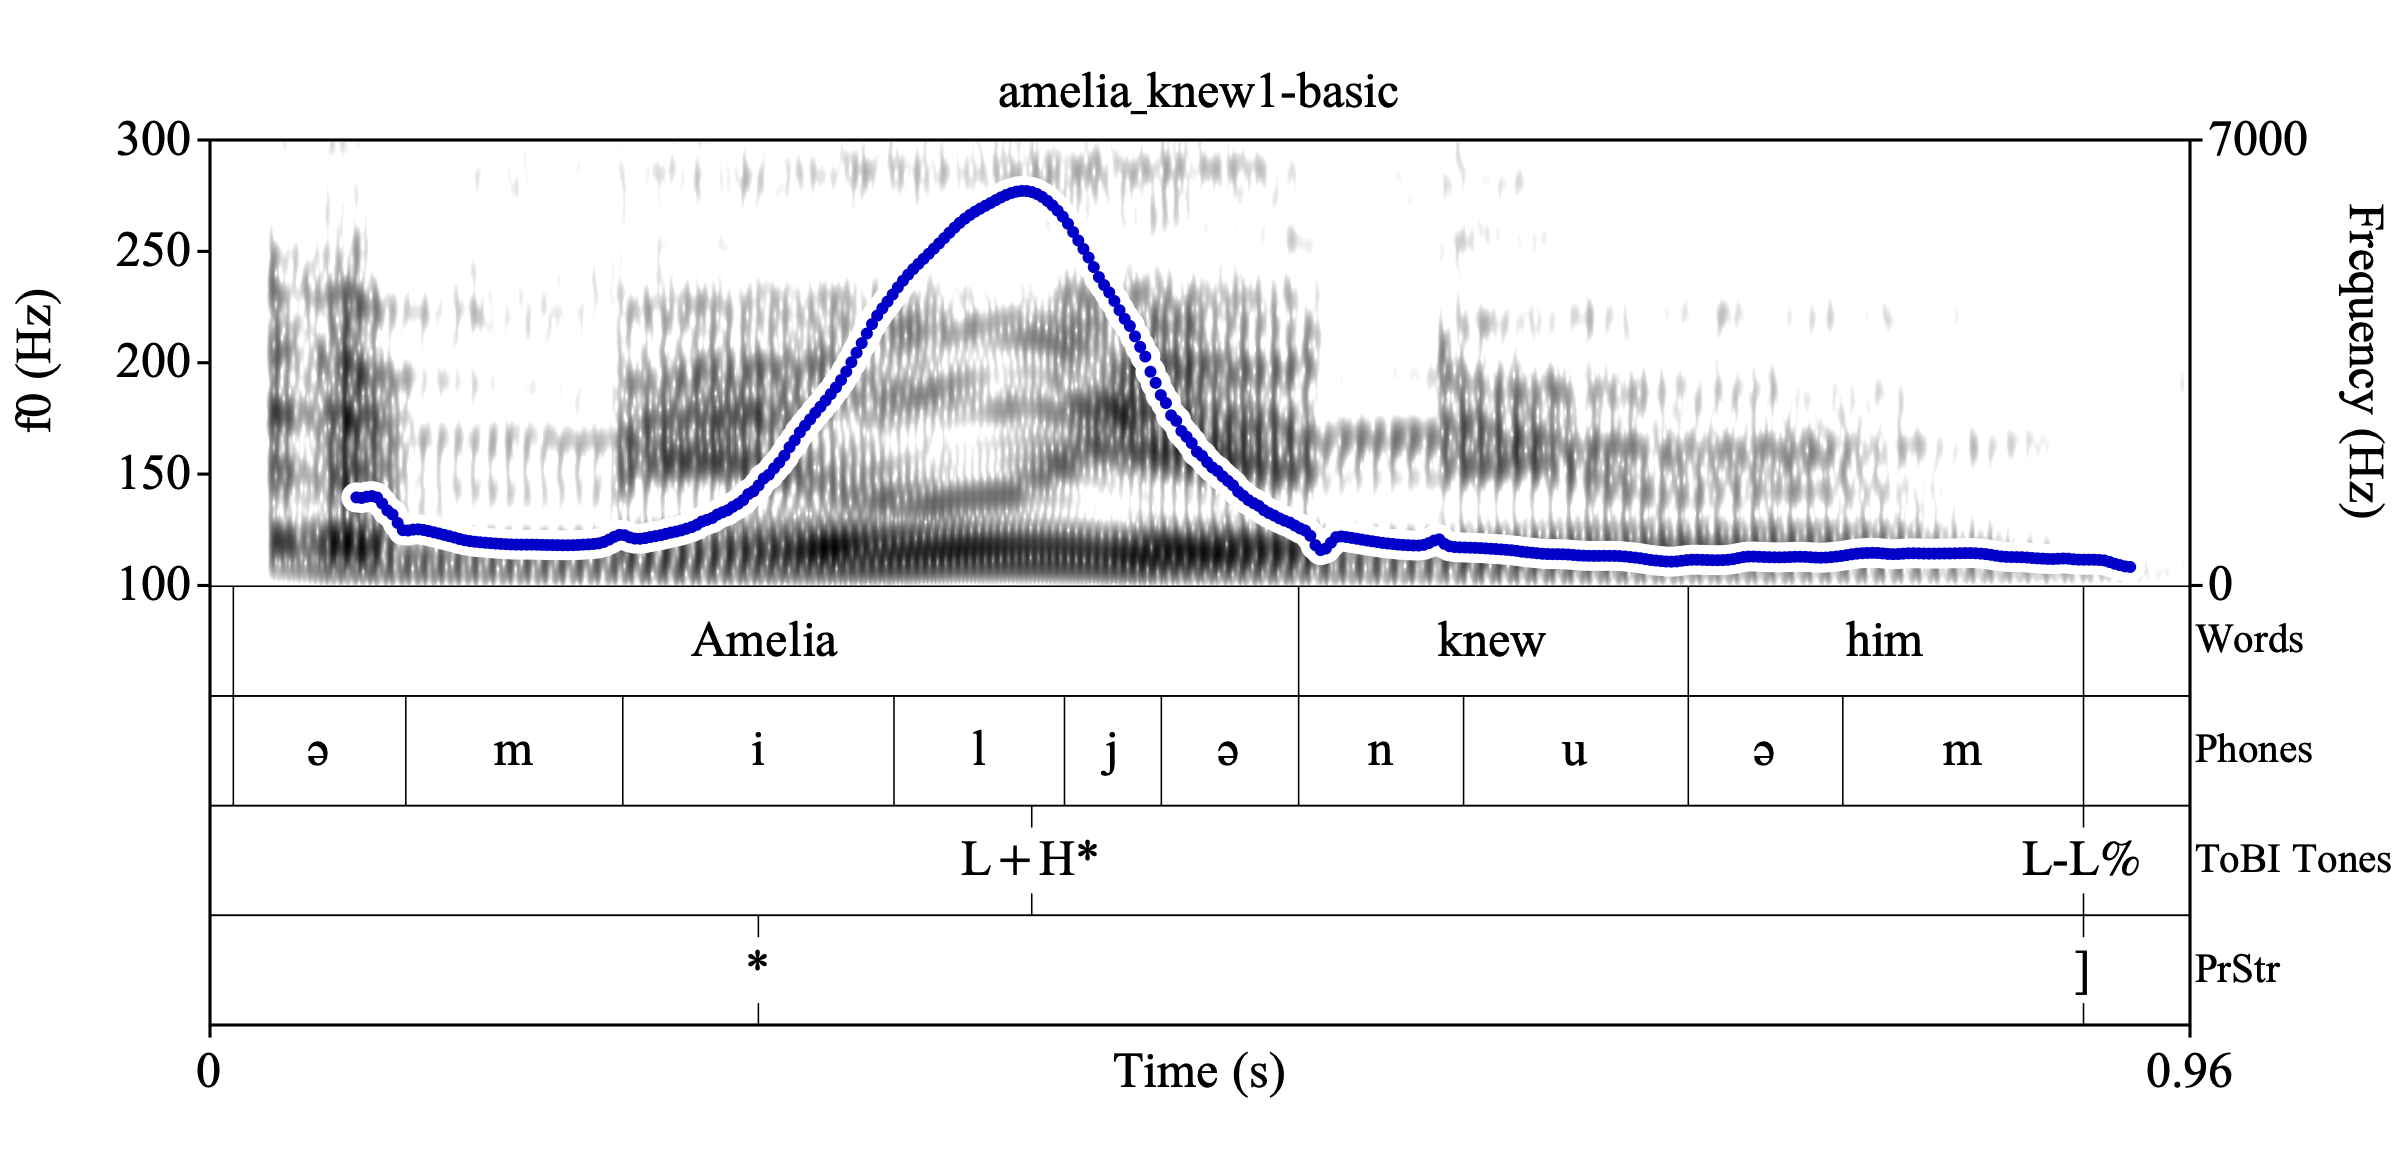 amelia_knew1-basic
300
250
200
150
100
f0 (Hz)
7000
0
Frequency (Hz)
Amelia knew him Words
ə m i l j ə n u ə m Phones
L+H* L-L% ToBI Tones
* ] PrStr
0 Time (s) 0.96